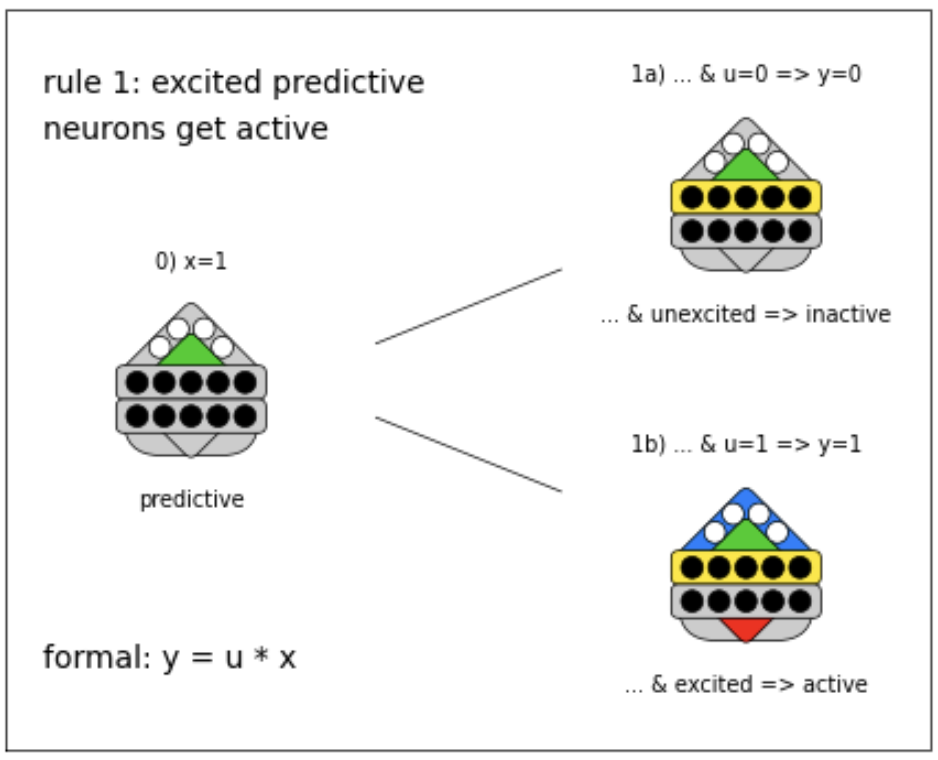 rule 1: excited predictive
neurons get active
0) x=1
predictive
formal: y = u * x
1a) ... & u=0 => y=0
... & unexcited => inactive
1b) ... & u=1 => y=1
... & excited => active